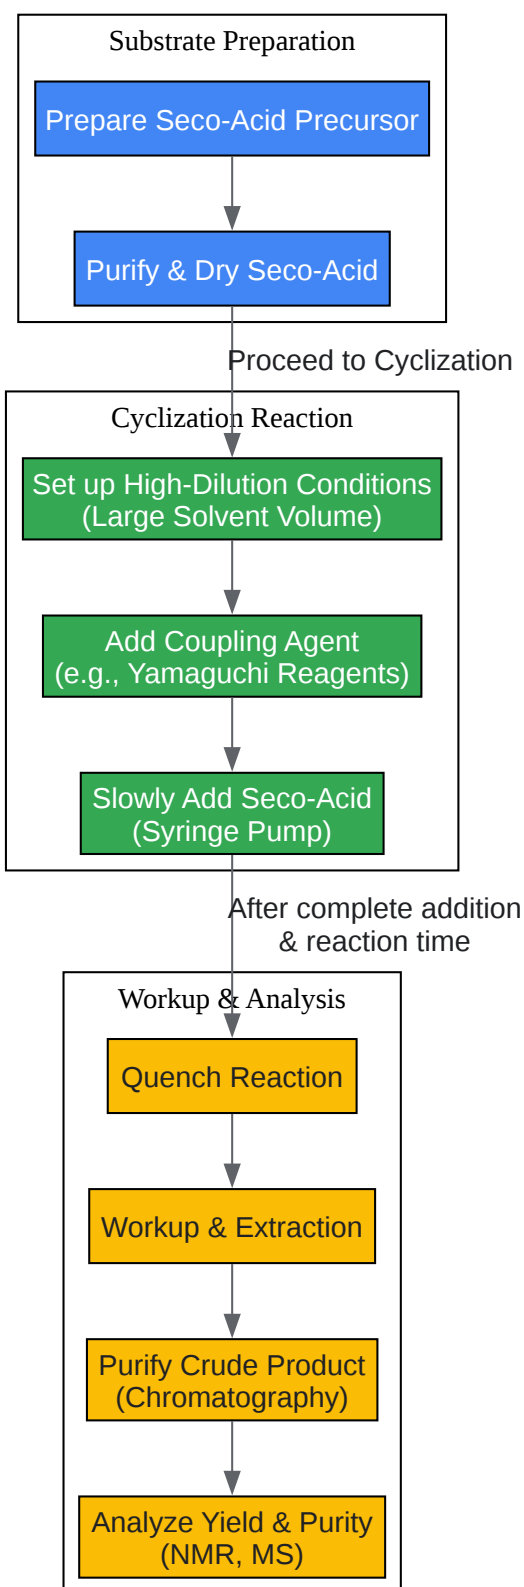 Substrate Preparation
Prepare Seco-Acid Precursor
Purify & Dry Seco-Acid
Proceed to Cyclization
Cyclization Reaction
Set up High-Dilution Conditions
(Large Solvent Volume)
Add Coupling Agent
(e.g., Yamaguchi Reagents)
Slowly Add Seco-Acid
(Syringe Pump)
After complete addition
& reaction time
Workup & Analysis
Quench Reaction
Workup & Extraction
Purify Crude Product
(Chromatography)
Analyze Yield & Purity
(NMR, MS)